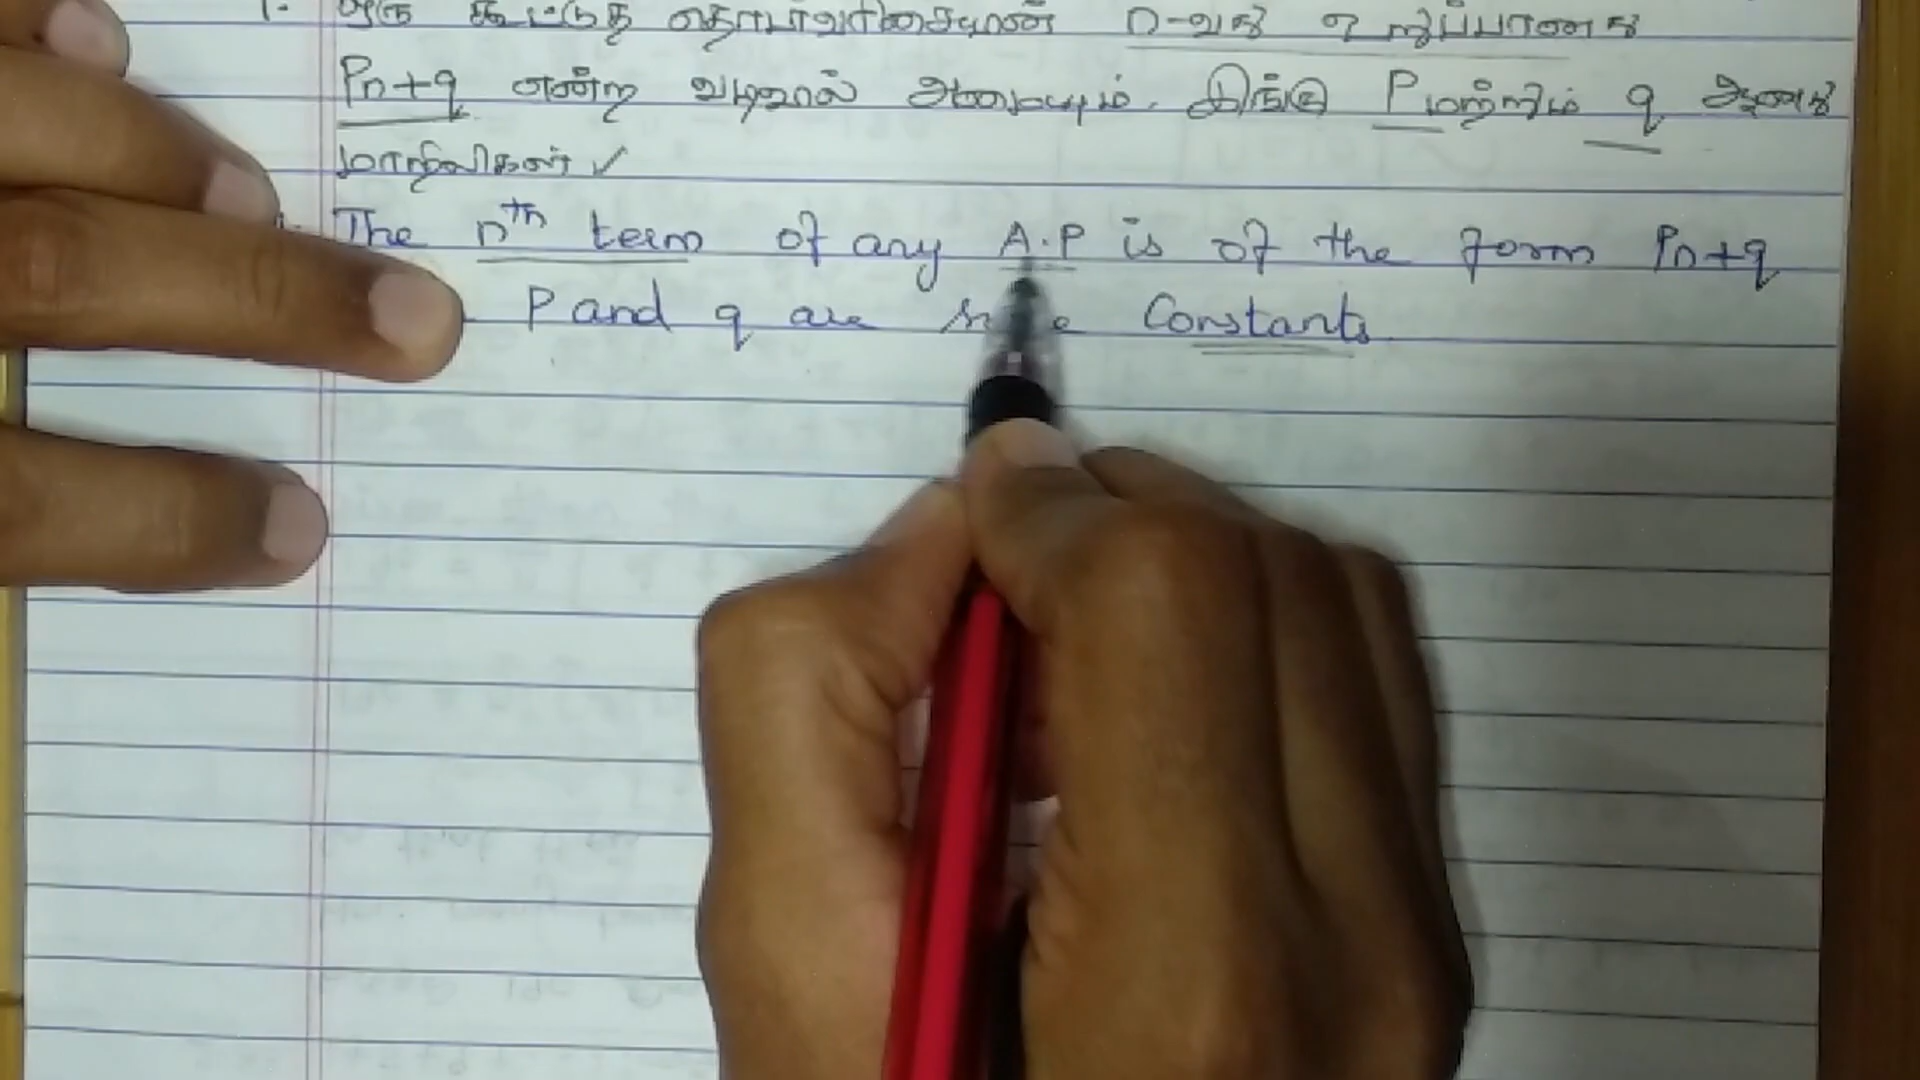 1. ஒரு கூட்டுத் தொடர்வரிசையின் n-வது உறுப்பானது
Pn+q என்ற வடிவில் அமையும். இங்கு P மற்றும் q ஆனது
மாறிலிகள் ✓
The nth term of any A.P is of the form Pn+q
P and q are Constants.